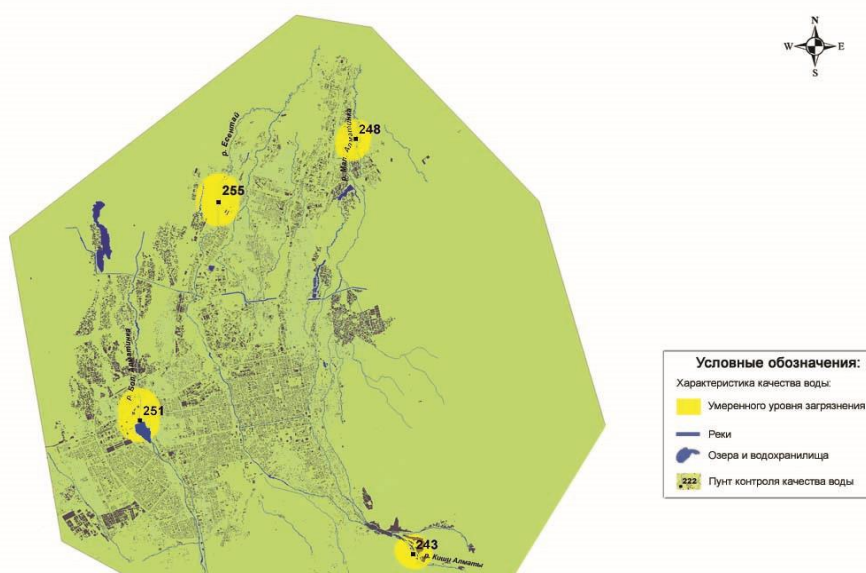 N
W E
S
248
р. Мал. Алматинка
р. Есентай
255
р. Бол. Алматинка
251
243
р. Киши Алматы
Условные обозначения:
Характеристика качества воды:
Умеренного уровня загрязнения
Реки
Озера и водохранилища
222 Пунт контроля качества воды